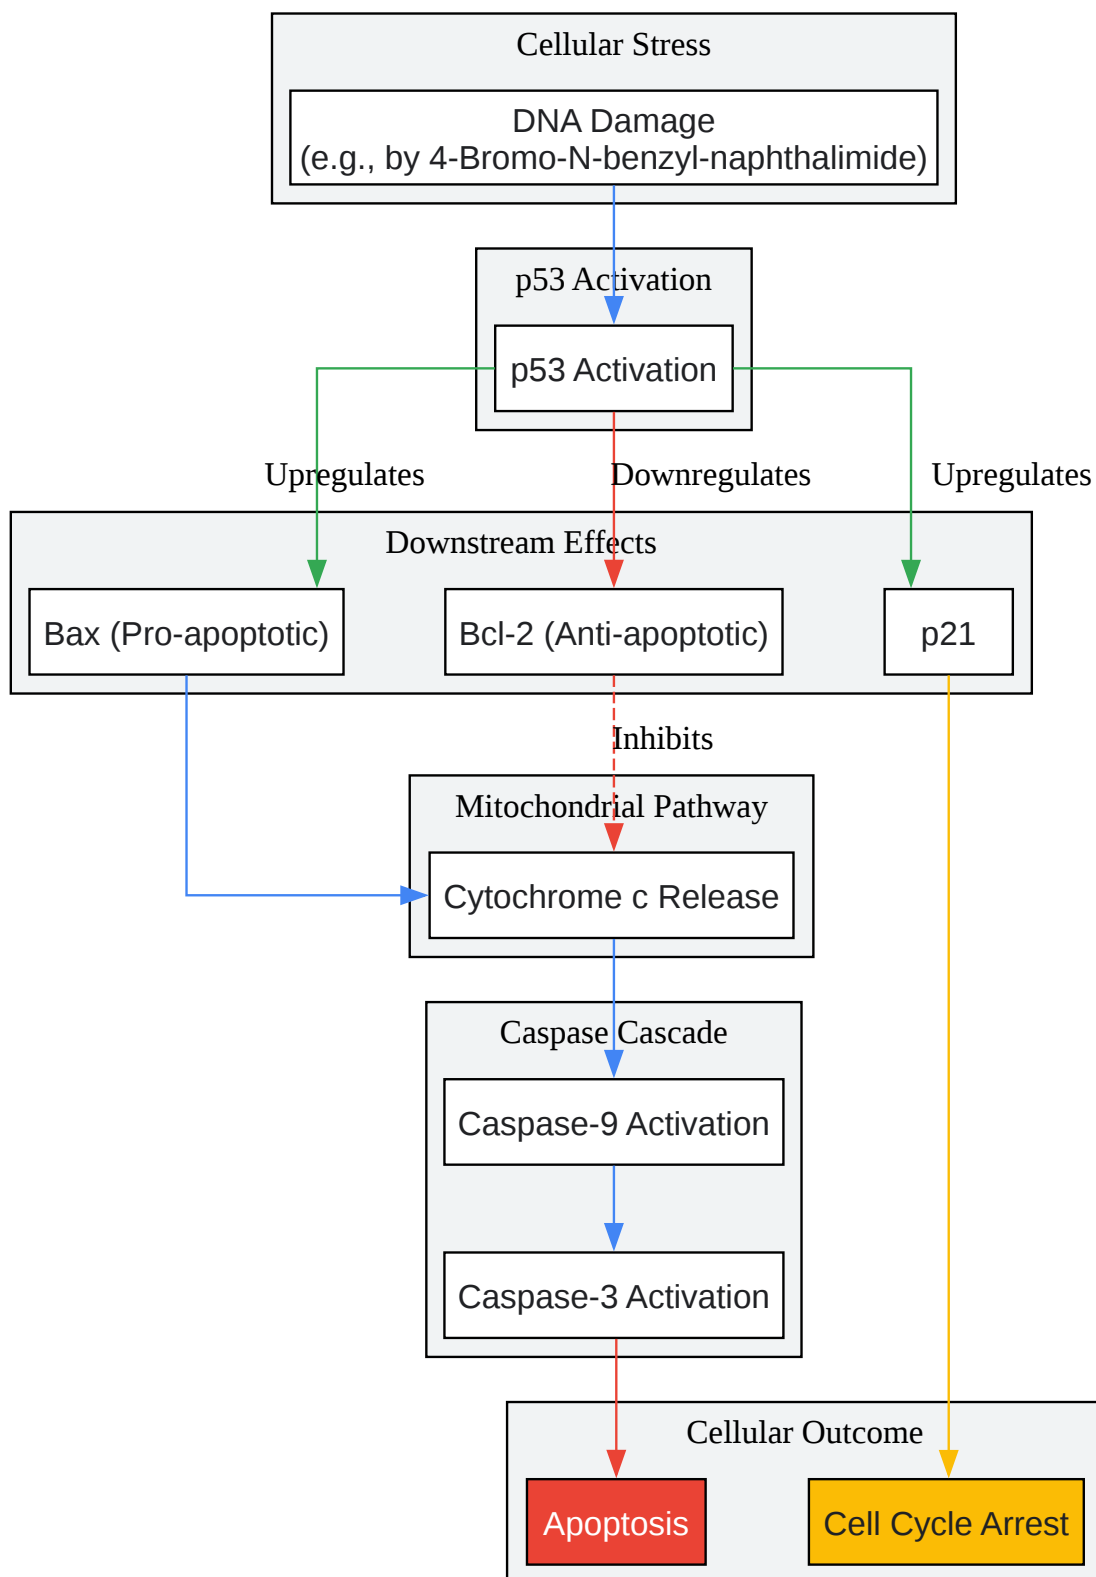 Cellular Stress
DNA Damage
(e.g., by 4-Bromo-N-benzyl-naphthalimide)
p53 Activation
p53 Activation
Upregulates
Downregulates
Upregulates
Downstream Effects
Bax (Pro-apoptotic)
Bcl-2 (Anti-apoptotic)
p21
Inhibits
Mitochondrial Pathway
Cytochrome c Release
Caspase Cascade
Caspase-9 Activation
Caspase-3 Activation
Cellular Outcome
Apoptosis
Cell Cycle Arrest